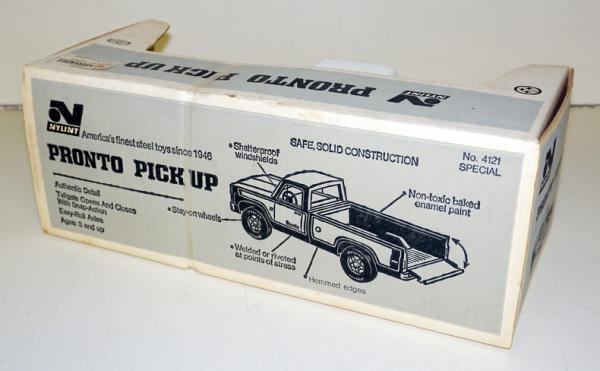 PRONTO PICK UP
NYLINT
NYLINT
America's finest steel toys since 1946
PRONTO PICK UP
Authentic Detail
Tailgate Opens And Closes
With Snap-Action
Easy-Roll Axles
Ages: 3 and up
SAFE, SOLID CONSTRUCTION
No. 4121
SPECIAL
•Shatterproof
windshields
•Non-toxic baked
enamel paint
•Stay-on wheels
•Welded or riveted
at points of stress
Hemmed edges
NYLINT